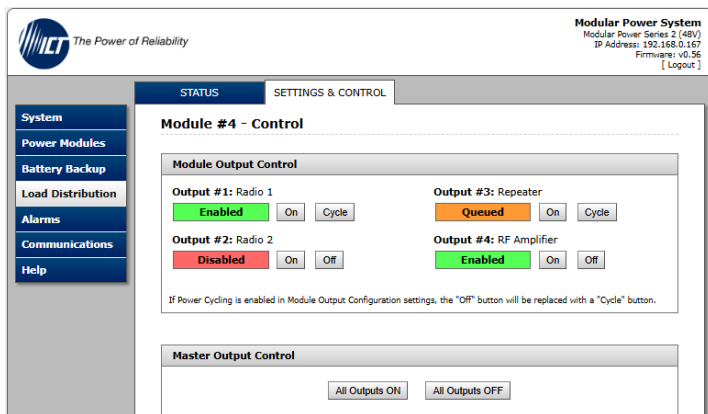 ICT The Power of Reliability
Modular Power System
Modular Power Series 2 (48V)
IP Address: 192.168.0.167
Firmware: v0.56
[ Logout ]
STATUS
SETTINGS & CONTROL
System
Power Modules
Battery Backup
Load Distribution
Alarms
Communications
Help
Module #4 - Control
Module Output Control
Output #1: Radio 1
Enabled On Cycle
Output #3: Repeater
Queued On Cycle
Output #2: Radio 2
Disabled On Off
Output #4: RF Amplifier
Enabled On Off
If Power Cycling is enabled in Module Output Configuration settings, the "Off" button will be replaced with a "Cycle" button.
Master Output Control
All Outputs ON All Outputs OFF